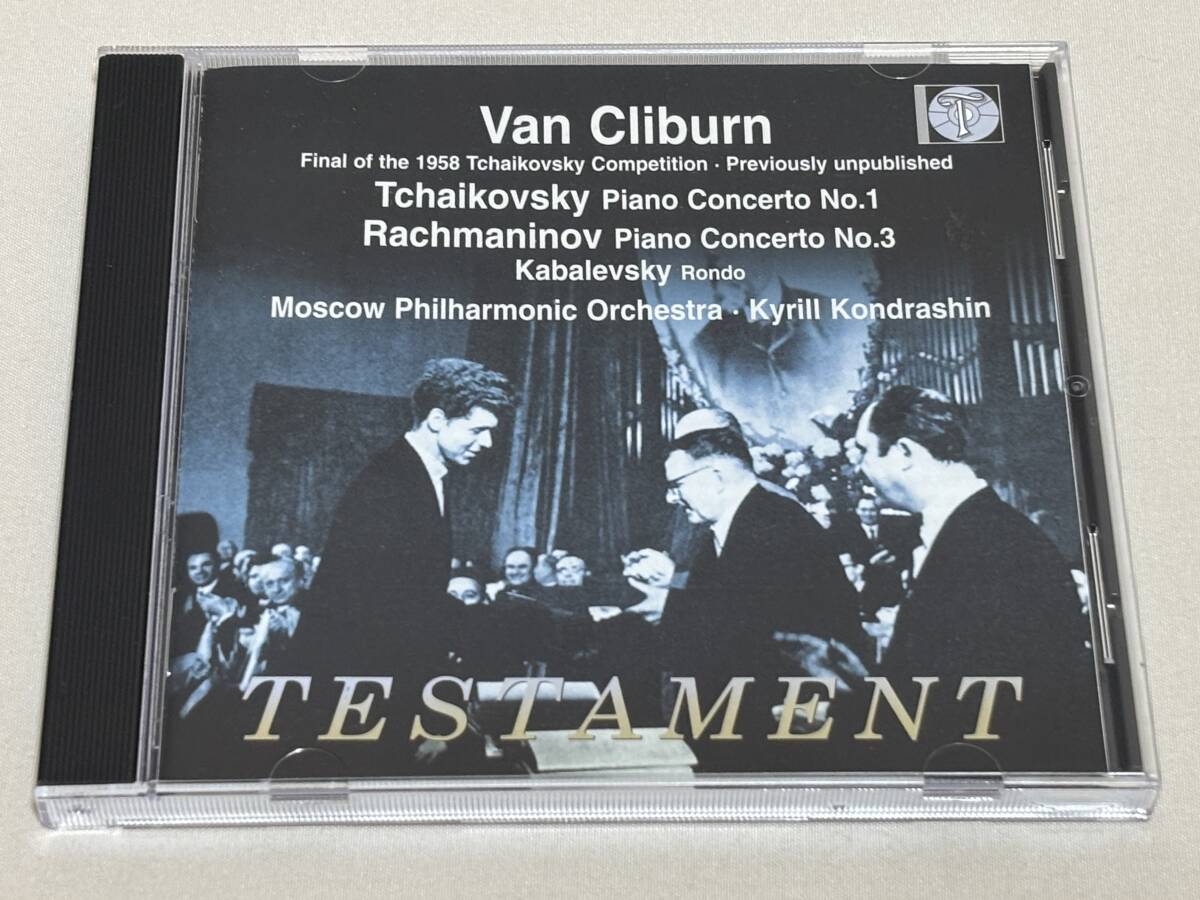 Van Cliburn
Final of the 1958 Tchaikovsky Competition · Previously unpublished
Tchaikovsky Piano Concerto No.1
Rachmaninov Piano Concerto No.3
Kabalevsky Rondo
Moscow Philharmonic Orchestra · Kyrill Kondrashin
TESTAMENT